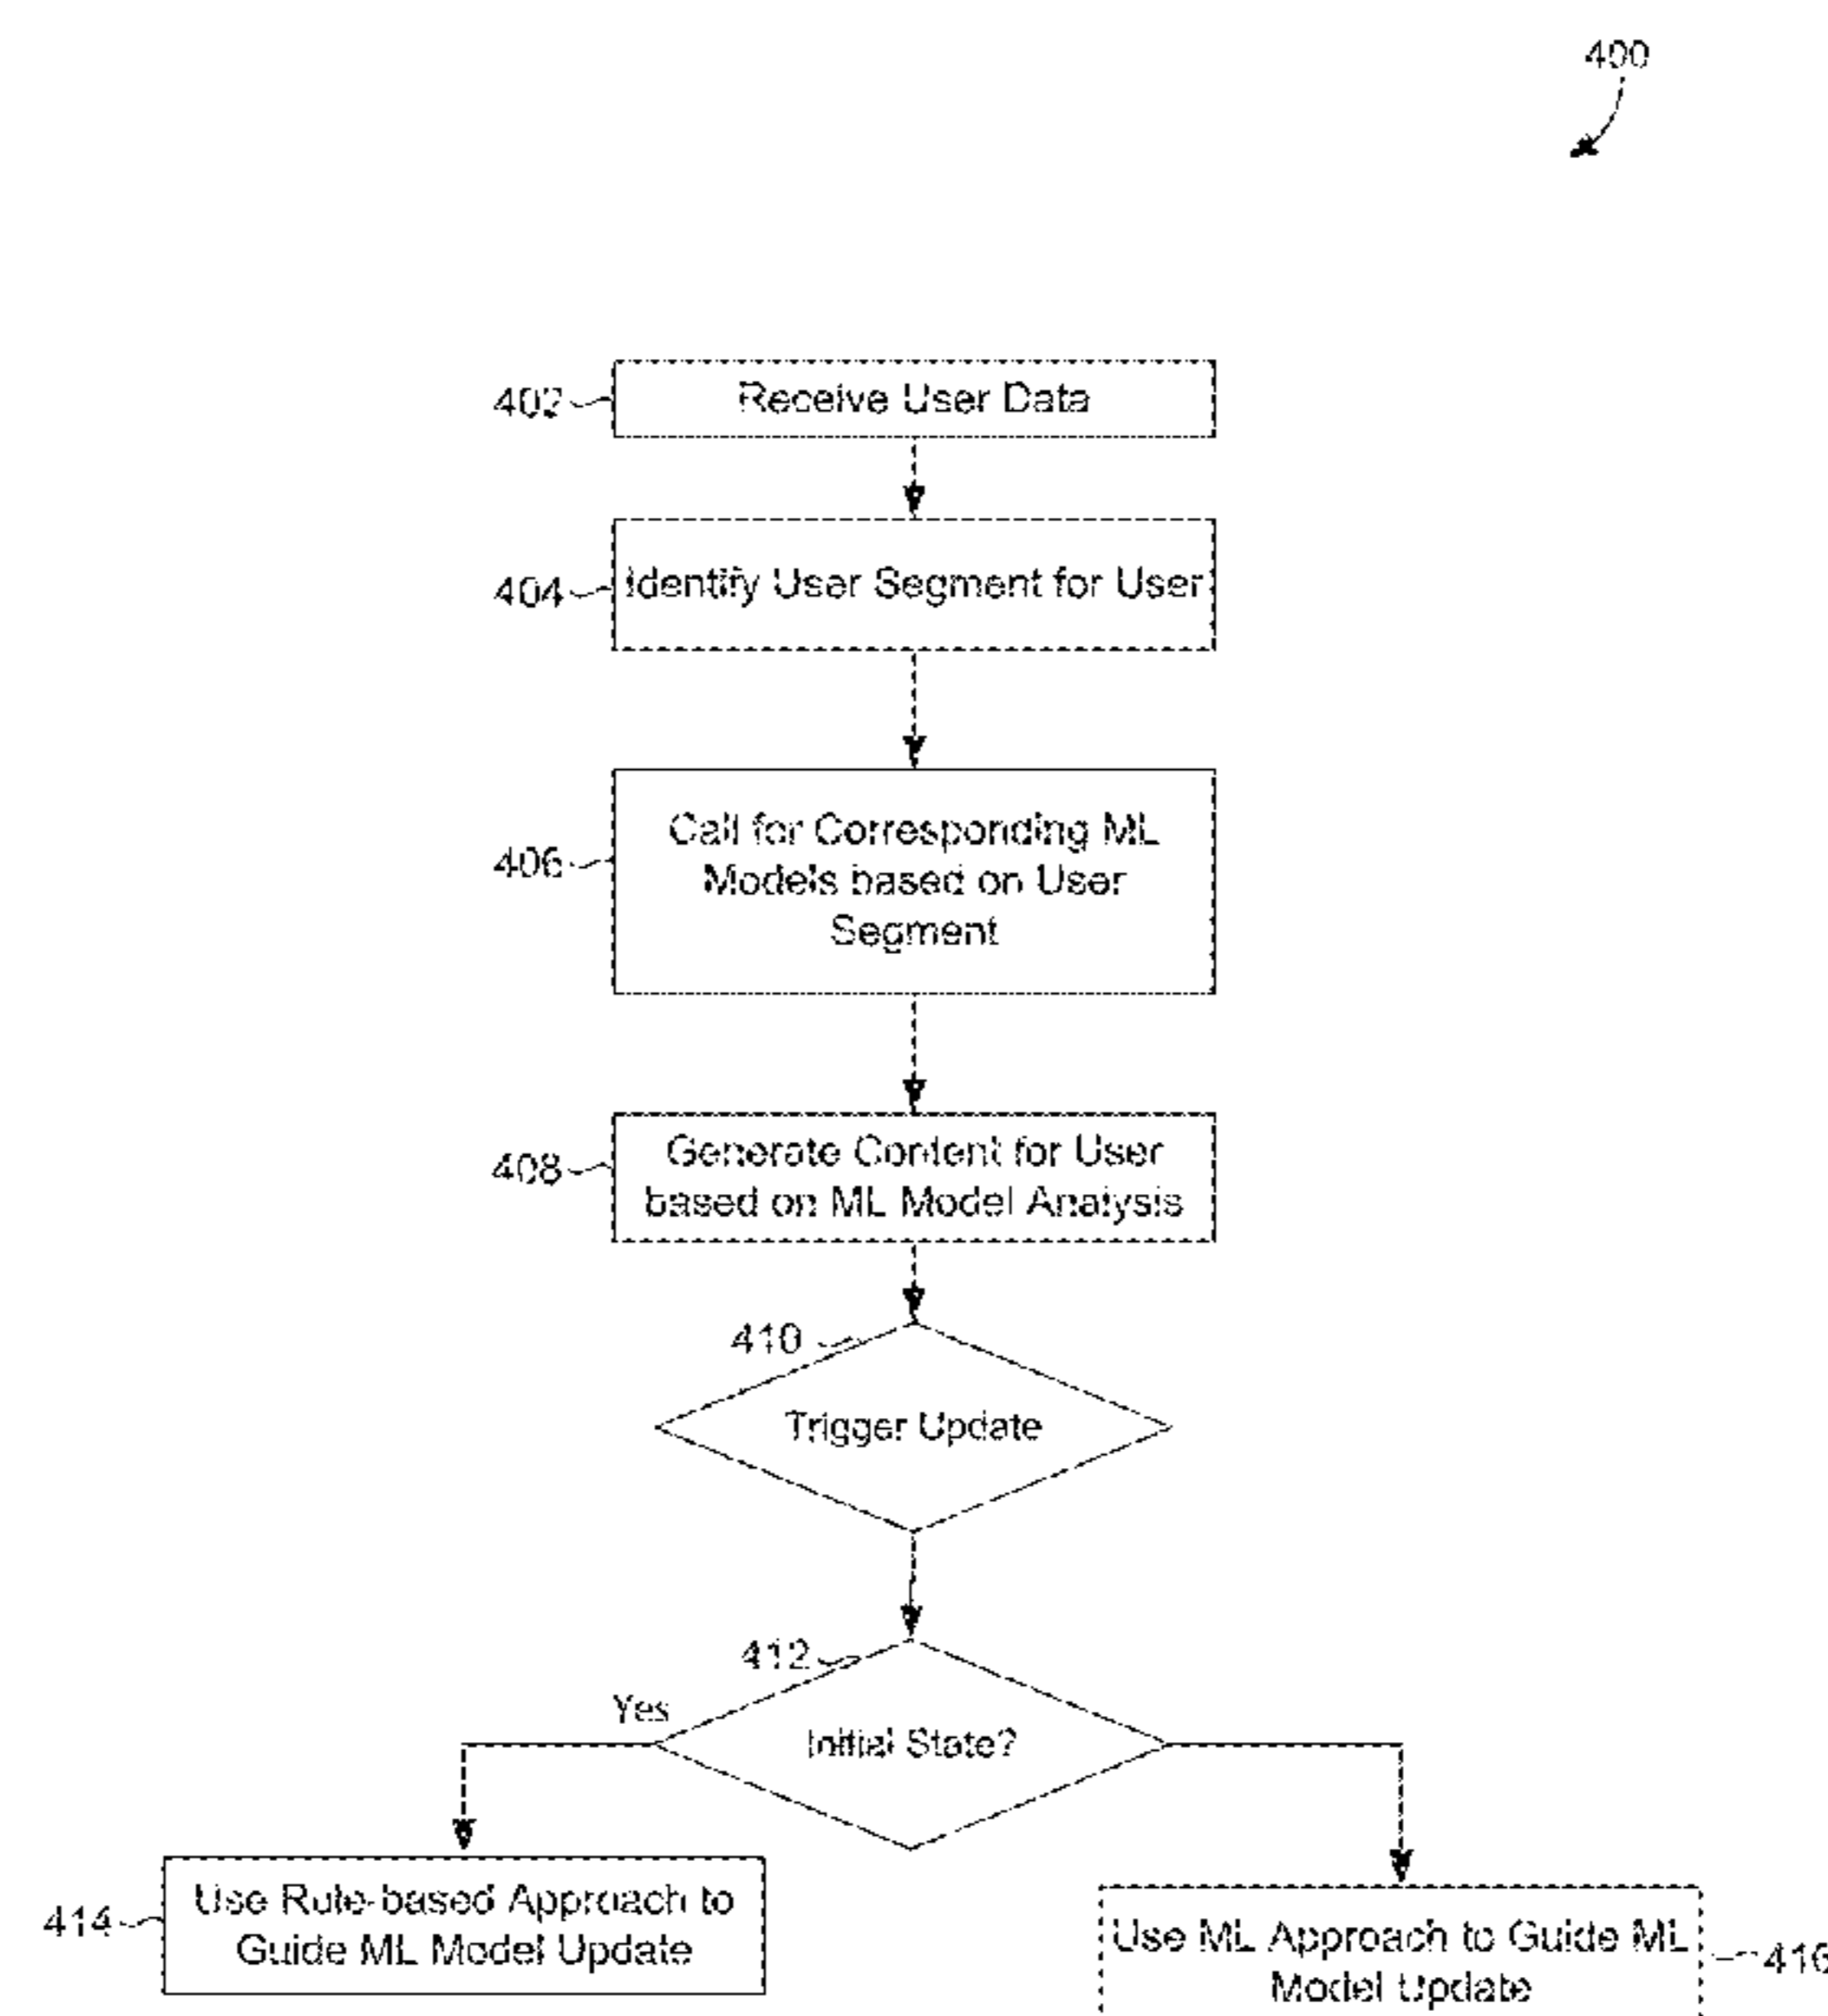 400
402
Receive User Data
404
Identify User Segment for User
406
Call for Corresponding ML
Models based on User
Segment
408
Generate Content for User
based on ML Model Analysis
410
Trigger Update
412
Yes
Initial State?
414
Use Rule-based Approach to
Guide ML Model Update
Use ML Approach to Guide ML
Model Update
416